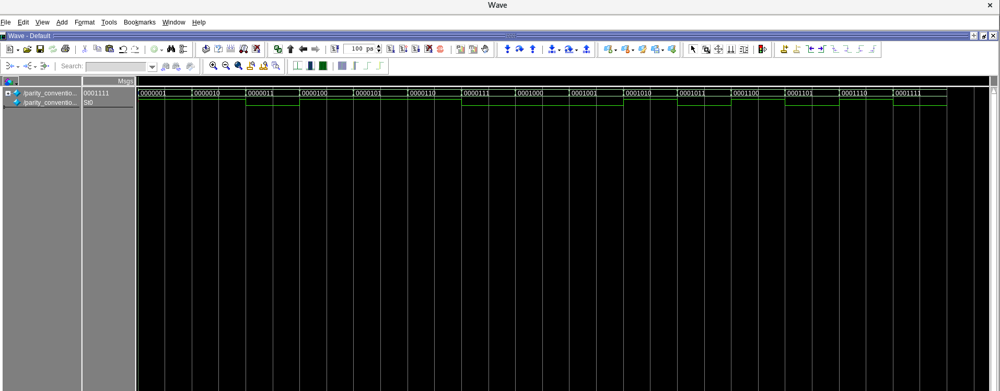 Wave
File Edit View Add Format Tools Bookmarks Window Help
Wave - Default
100 ps
Search:
Msgs
/parity_conventio... 0001111 0000001 0000010 0000011 0000100 0000101 0000110 0000111 0001000 0001001 0001010 0001011 0001100 0001101 0001110 0001111
/parity_conventio... St0